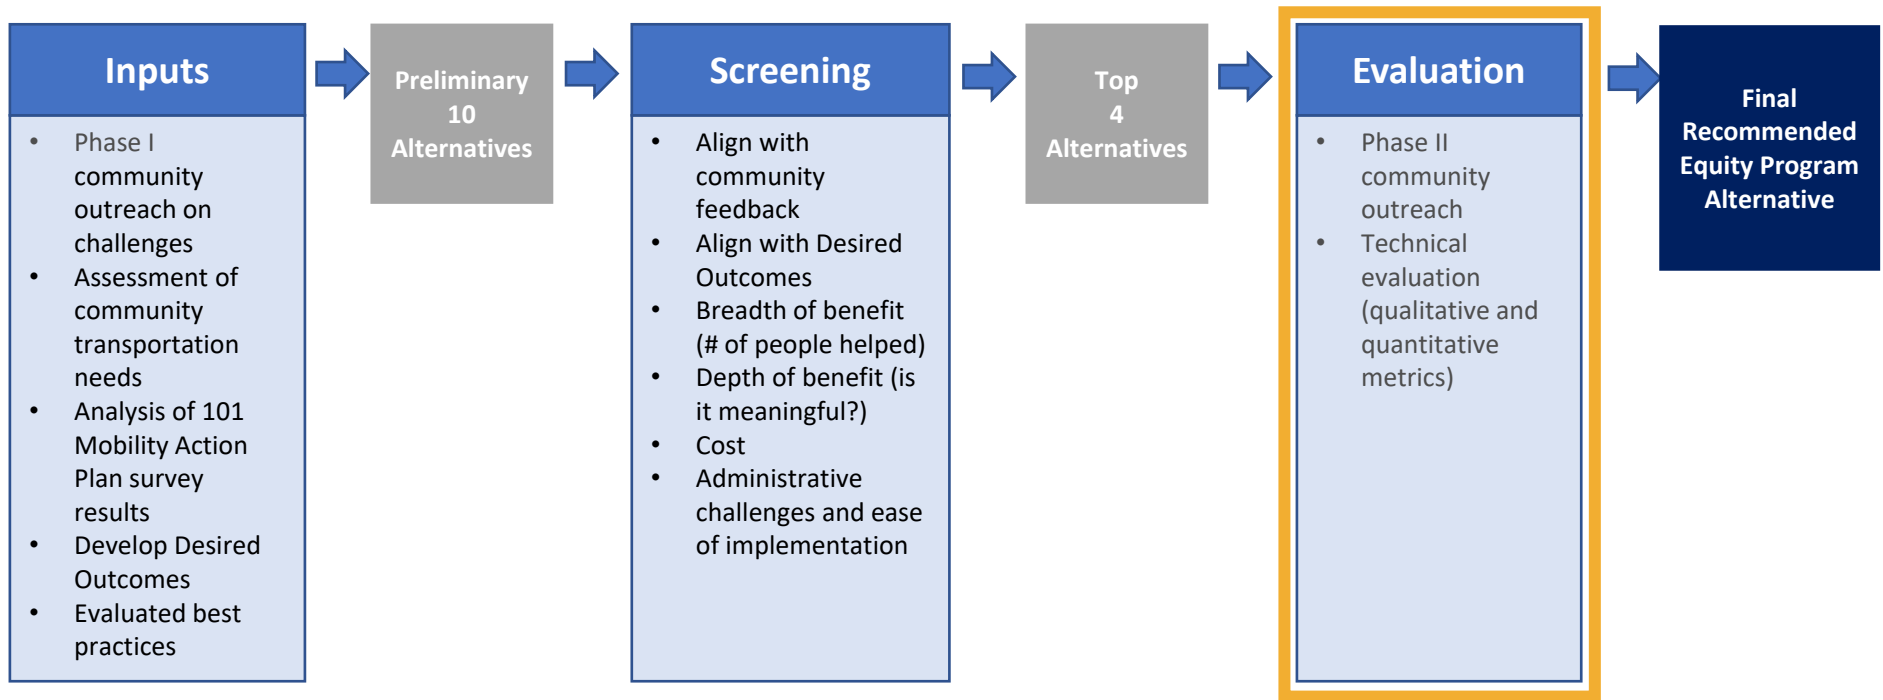 Inputs
• Phase I
community
outreach on
challenges
• Assessment of
community
transportation
needs
• Analysis of 101
Mobility Action
Plan survey
results
• Develop Desired
Outcomes
• Evaluated best
practices
Preliminary
10
Alternatives
Screening
• Align with
community
feedback
• Align with Desired
Outcomes
• Breadth of benefit
(# of people helped)
• Depth of benefit (is
it meaningful?)
• Cost
• Administrative
challenges and ease
of implementation
Top
4
Alternatives
Evaluation
• Phase II
community
outreach
• Technical
evaluation
(qualitative and
quantitative
metrics)
Final
Recommended
Equity Program
Alternative